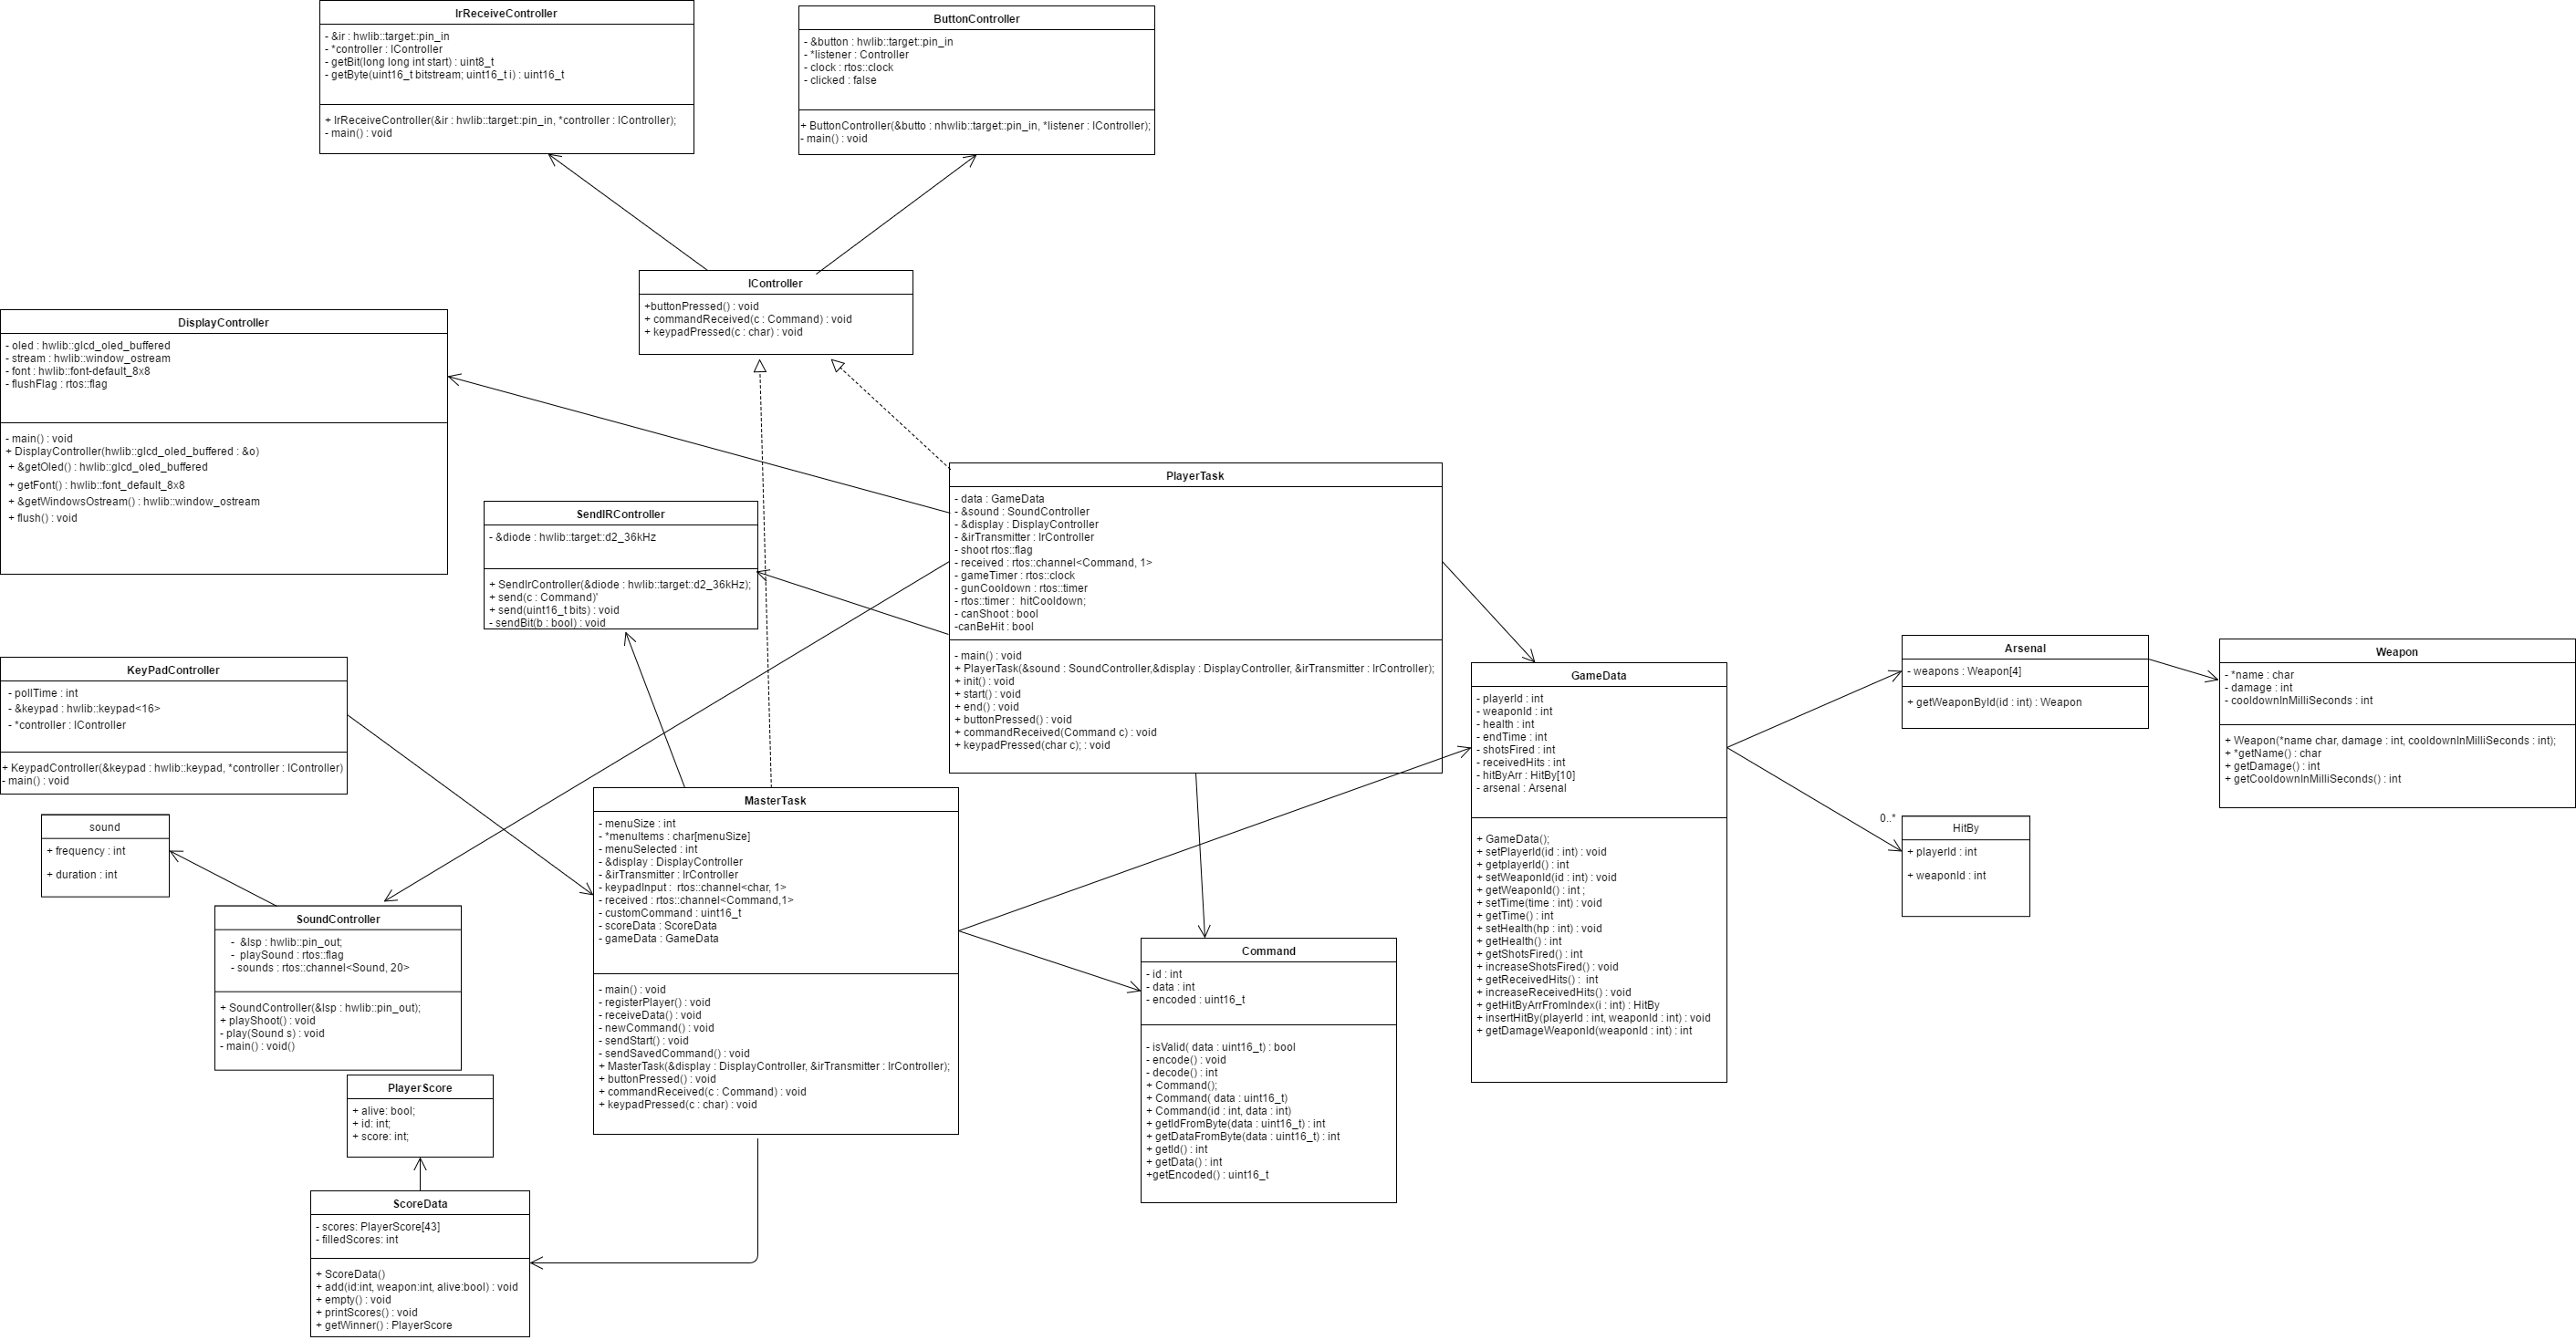 IrReceiveController
- &ir : hwlib::target::pin_in
- *controller : IController
- getBit(long long int start) : uint8_t
- getByte(uint16_t bitstream; uint16_t i) : uint16_t
+ IrReceiveController(&ir : hwlib::target::pin_in, *controller : IController);
- main() : void
ButtonController
- &button : hwlib::target::pin_in
- *listener : Controller
- clock : rtos::clock
- clicked : false
+ ButtonController(&butto : nhwlib::target::pin_in, *listener : IController);
- main() : void
IController
+buttonPressed() : void
+ commandReceived(c : Command) : void
+ keypadPressed(c : char) : void
DisplayController
- oled : hwlib::glcd_oled_buffered
- stream : hwlib::window_ostream
- font : hwlib::font-default_8x8
- flushFlag : rtos::flag
- main() : void
+ DisplayController(hwlib::glcd_oled_buffered : &o)
+ &getOled() : hwlib::glcd_oled_buffered
+ getFont() : hwlib::font_default_8x8
+ &getWindowsOstream() : hwlib::window_ostream
+ flush() : void
SendIRController
- &diode : hwlib::target::d2_36kHz
+ SendIrController(&diode : hwlib::target::d2_36kHz);
+ send(c : Command)'
+ send(uint16_t bits) : void
- sendBit(b : bool) : void
PlayerTask
- data : GameData
- &sound : SoundController
- &display : DisplayController
- &irTransmitter : IrController
- shoot rtos::flag
- received : rtos::channel<Command, 1>
- gameTimer : rtos::clock
- gunCooldown : rtos::timer
- rtos::timer :  hitCooldown;
- canShoot : bool
-canBeHit : bool
- main() : void
+ PlayerTask(&sound : SoundController,&display : DisplayController, &irTransmitter : IrController);
+ init() : void
+ start() : void
+ end() : void
+ buttonPressed() : void
+ commandReceived(Command c) : void
+ keypadPressed(char c); : void
KeyPadController
- pollTime : int
- &keypad : hwlib::keypad<16>
- *controller : IController
+ KeypadController(&keypad : hwlib::keypad, *controller : IController)
- main() : void
sound
+ frequency : int
+ duration : int
SoundController
-  &lsp : hwlib::pin_out;
-  playSound : rtos::flag
- sounds : rtos::channel<Sound, 20>
+ SoundController(&lsp : hwlib::pin_out);
+ playShoot() : void
- play(Sound s) : void
- main() : void()
MasterTask
- menuSize : int
- *menuItems : char[menuSize]
- menuSelected : int
- &display : DisplayController
- &irTransmitter : IrController
- keypadInput :  rtos::channel<char, 1>
- received : rtos::channel<Command,1>
- customCommand : uint16_t
- scoreData : ScoreData
- gameData : GameData
- main() : void
- registerPlayer() : void
- receiveData() : void
- newCommand() : void
- sendStart() : void
- sendSavedCommand() : void
+ MasterTask(&display : DisplayController, &irTransmitter : IrController);
+ buttonPressed() : void
+ commandReceived(c : Command) : void
+ keypadPressed(c : char) : void
PlayerScore
+ alive: bool;
+ id: int;
+ score: int;
ScoreData
- scores: PlayerScore[43]
- filledScores: int
+ ScoreData()
+ add(id:int, weapon:int, alive:bool) : void
+ empty() : void
+ printScores() : void
+ getWinner() : PlayerScore
Command
- id : int
- data : int
- encoded : uint16_t
- isValid( data : uint16_t) : bool
- encode() : void
- decode() : int
+ Command();
+ Command( data : uint16_t)
+ Command(id : int, data : int)
+ getIdFromByte(data : uint16_t) : int
+ getDataFromByte(data : uint16_t) : int
+ getId() : int
+ getData() : int
+getEncoded() : uint16_t
GameData
- playerId : int
- weaponId : int
- health : int
- endTime : int
- shotsFired : int
- receivedHits : int
- hitByArr : HitBy[10]
- arsenal : Arsenal
+ GameData();
+ setPlayerId(id : int) : void
+ getplayerId() : int
+ setWeaponId(id : int) : void
+ getWeaponId() : int ;
+ setTime(time : int) : void
+ getTime() : int
+ setHealth(hp : int) : void
+ getHealth() : int
+ getShotsFired() : int
+ increaseShotsFired() : void
+ getReceivedHits() :  int
+ increaseReceivedHits() : void
+ getHitByArrFromIndex(i : int) : HitBy
+ insertHitBy(playerId : int, weaponId : int) : void
+ getDamageWeaponId(weaponId : int) : int
Arsenal
- weapons : Weapon[4]
+ getWeaponById(id : int) : Weapon
Weapon
- *name : char
- damage : int
- cooldownInMilliSeconds : int
+ Weapon(*name char, damage : int, cooldownInMilliSeconds : int);
+ *getName() : char
+ getDamage() : int
+ getCooldownInMilliSeconds() : int
0..*
HitBy
+ playerId : int
+ weaponId : int